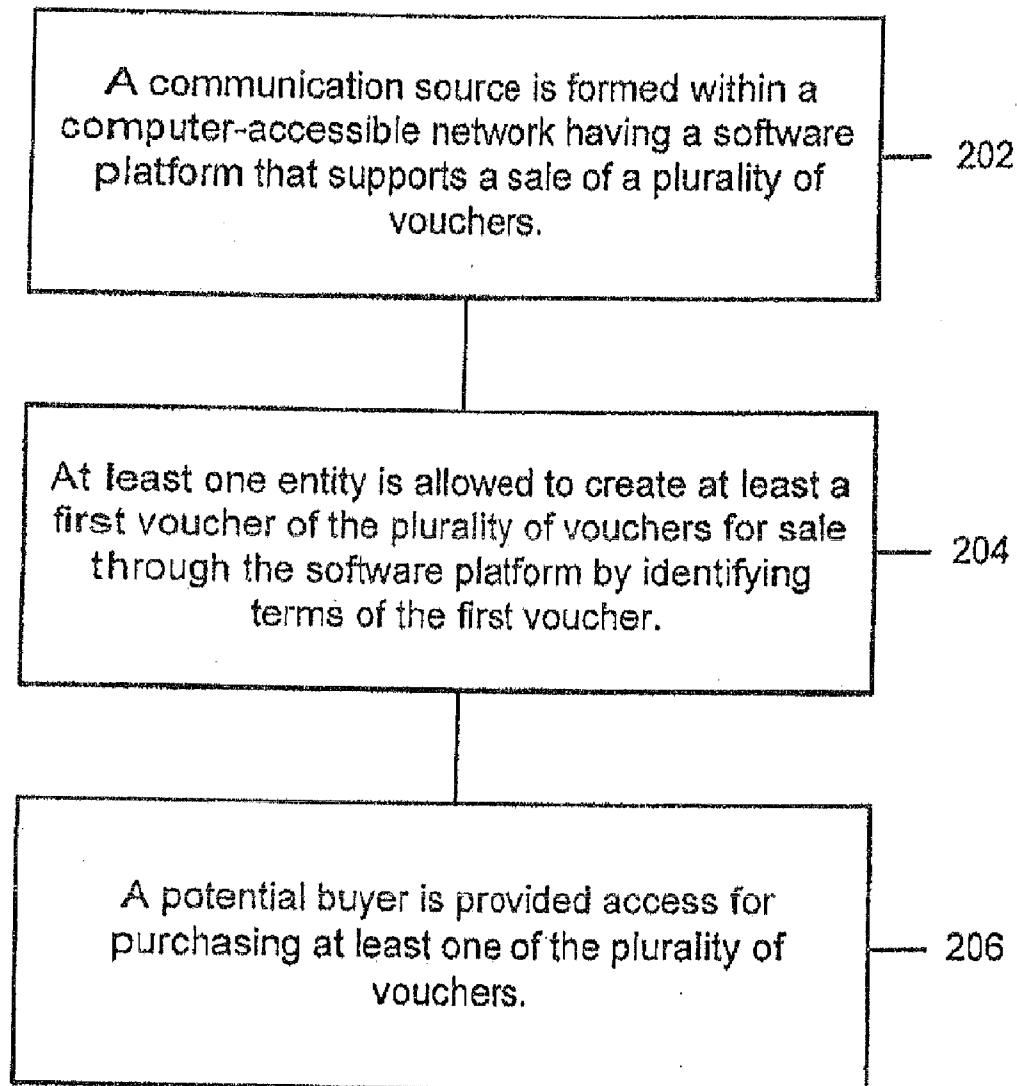 A communication source is formed within a
computer-accessible network having a software
platform that supports a sale of a plurality of
vouchers.
202
At least one entity is allowed to create at least a
first voucher of the plurality of vouchers for sale
through the software platform by identifying
terms of the first voucher.
204
A potential buyer is provided access for
purchasing at least one of the plurality of
vouchers.
206